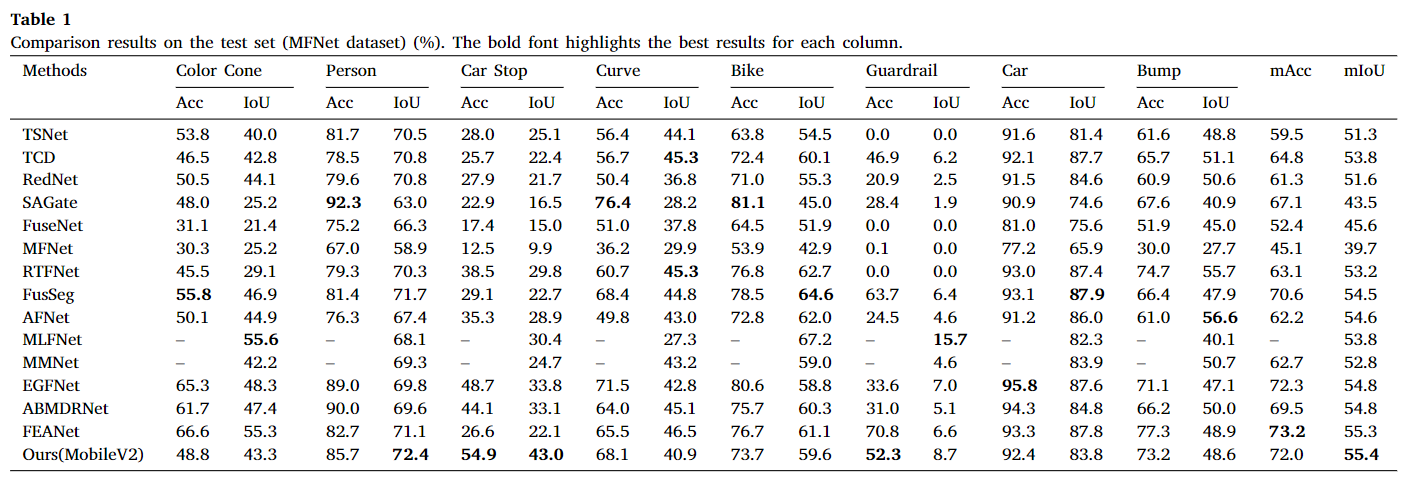 Table 1
Comparison results on the test set (MFNet dataset) (%). The bold font highlights the best results for each column.
Methods Color Cone Person Car Stop Curve Bike Guardrail Car Bump mAcc mIoU
Acc IoU Acc IoU Acc IoU Acc IoU Acc IoU Acc IoU Acc IoU Acc IoU
TSNet 53.8 40.0 81.7 70.5 28.0 25.1 56.4 44.1 63.8 54.5 0.0 0.0 91.6 81.4 61.6 48.8 59.5 51.3
TCD 46.5 42.8 78.5 70.8 25.7 22.4 56.7 45.3 72.4 60.1 46.9 6.2 92.1 87.7 65.7 51.1 64.8 53.8
RedNet 50.5 44.1 79.6 70.8 27.9 21.7 50.4 36.8 71.0 55.3 20.9 2.5 91.5 84.6 60.9 50.6 61.3 51.6
SAGate 48.0 25.2 92.3 63.0 22.9 16.5 76.4 28.2 81.1 45.0 28.4 1.9 90.9 74.6 67.6 40.9 67.1 43.5
FuseNet 31.1 21.4 75.2 66.3 17.4 15.0 51.0 37.8 64.5 51.9 0.0 0.0 81.0 75.6 51.9 45.0 52.4 45.6
MFNet 30.3 25.2 67.0 58.9 12.5 9.9 36.2 29.9 53.9 42.9 0.1 0.0 77.2 65.9 30.0 27.7 45.1 39.7
RTFNet 45.5 29.1 79.3 70.3 38.5 29.8 60.7 45.3 76.8 62.7 0.0 0.0 93.0 87.4 74.7 55.7 63.1 53.2
FusSeg 55.8 46.9 81.4 71.7 29.1 22.7 68.4 44.8 78.5 64.6 63.7 6.4 93.1 87.9 66.4 47.9 70.6 54.5
AFNet 50.1 44.9 76.3 67.4 35.3 28.9 49.8 43.0 72.8 62.0 24.5 4.6 91.2 86.0 61.0 56.6 62.2 54.6
MLFNet – 55.6 – 68.1 – 30.4 – 27.3 – 67.2 – 15.7 – 82.3 – 40.1 – 53.8
MMNet – 42.2 – 69.3 – 24.7 – 43.2 – 59.0 – 4.6 – 83.9 – 50.7 62.7 52.8
EGFNet 65.3 48.3 89.0 69.8 48.7 33.8 71.5 42.8 80.6 58.8 33.6 7.0 95.8 87.6 71.1 47.1 72.3 54.8
ABMDRNet 61.7 47.4 90.0 69.6 44.1 33.1 64.0 45.1 75.7 60.3 31.0 5.1 94.3 84.8 66.2 50.0 69.5 54.8
FEANet 66.6 55.3 82.7 71.1 26.6 22.1 65.5 46.5 76.7 61.1 70.8 6.6 93.3 87.8 77.3 48.9 73.2 55.3
Ours(MobileV2) 48.8 43.3 85.7 72.4 54.9 43.0 68.1 40.9 73.7 59.6 52.3 8.7 92.4 83.8 73.2 48.6 72.0 55.4